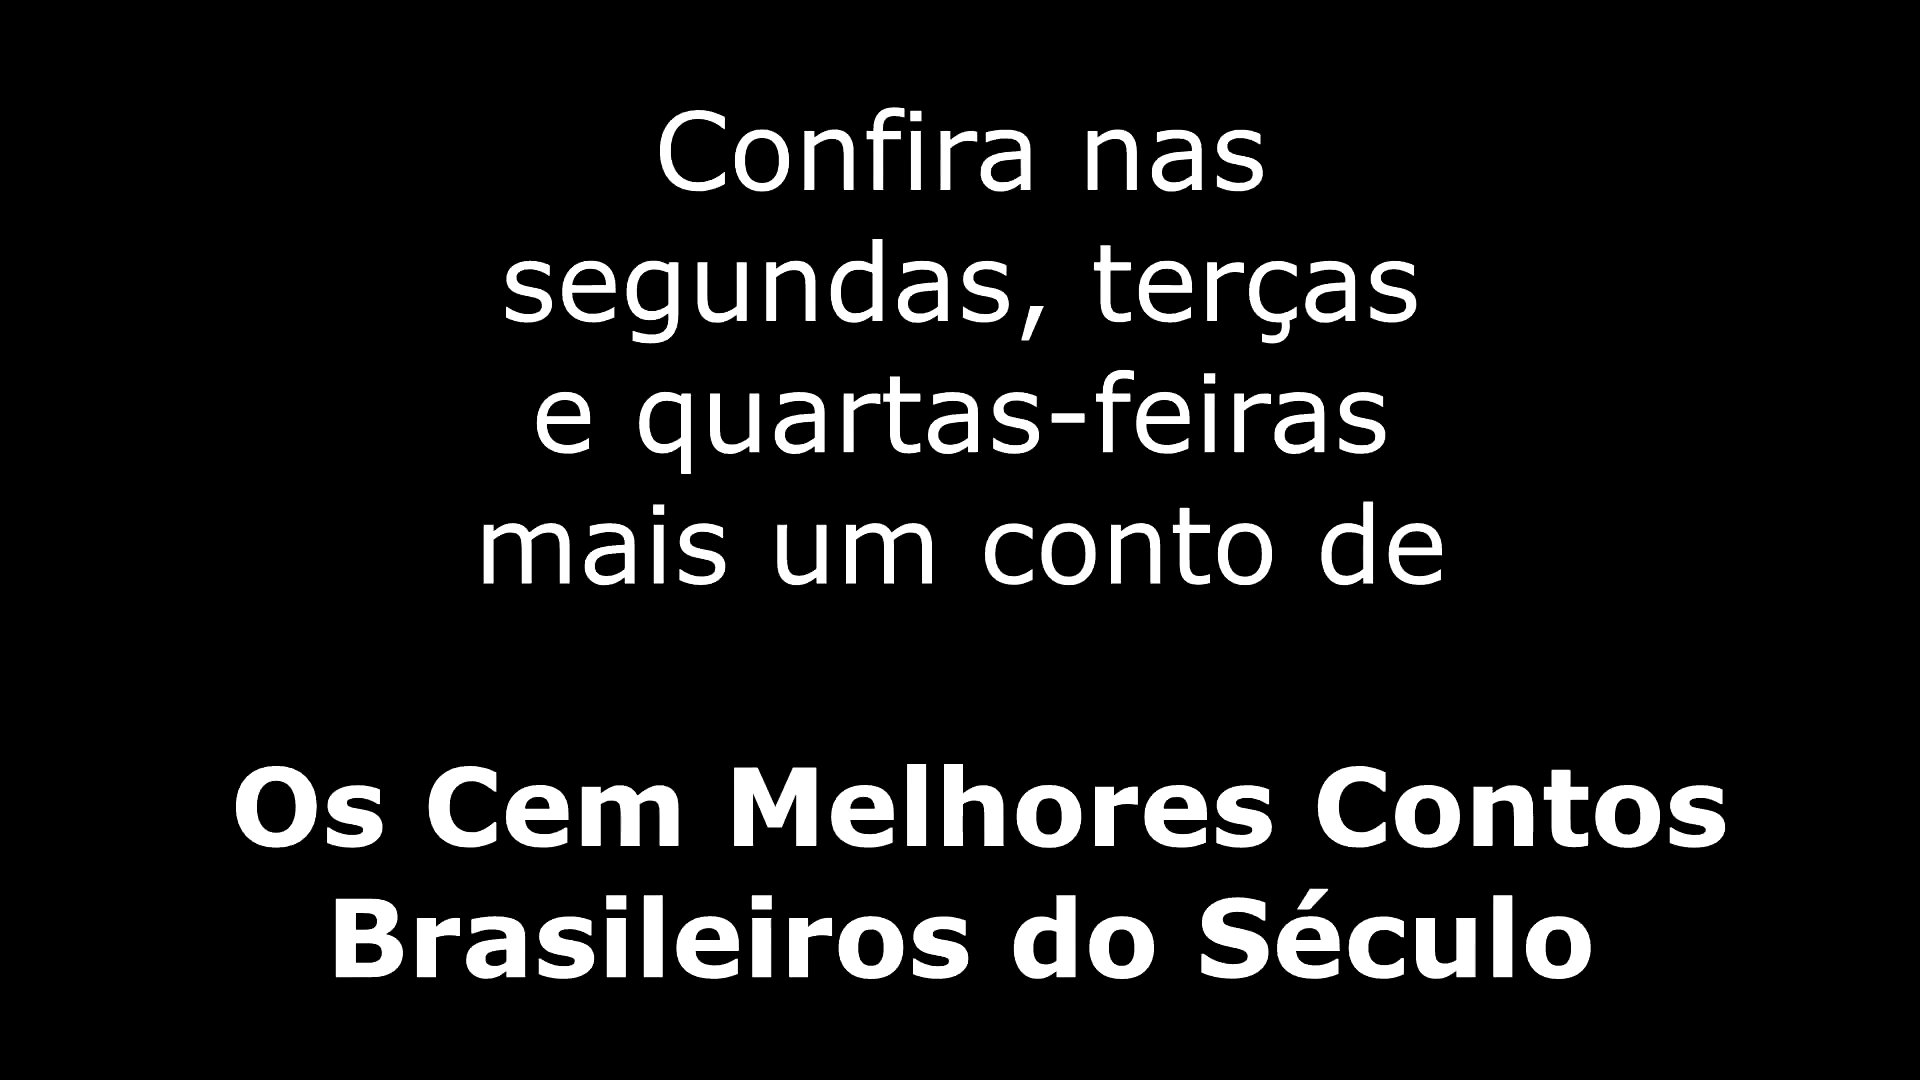 Confira nas
segundas, terças
e quartas-feiras
mais um conto de
Os Cem Melhores Contos
Brasileiros do Século